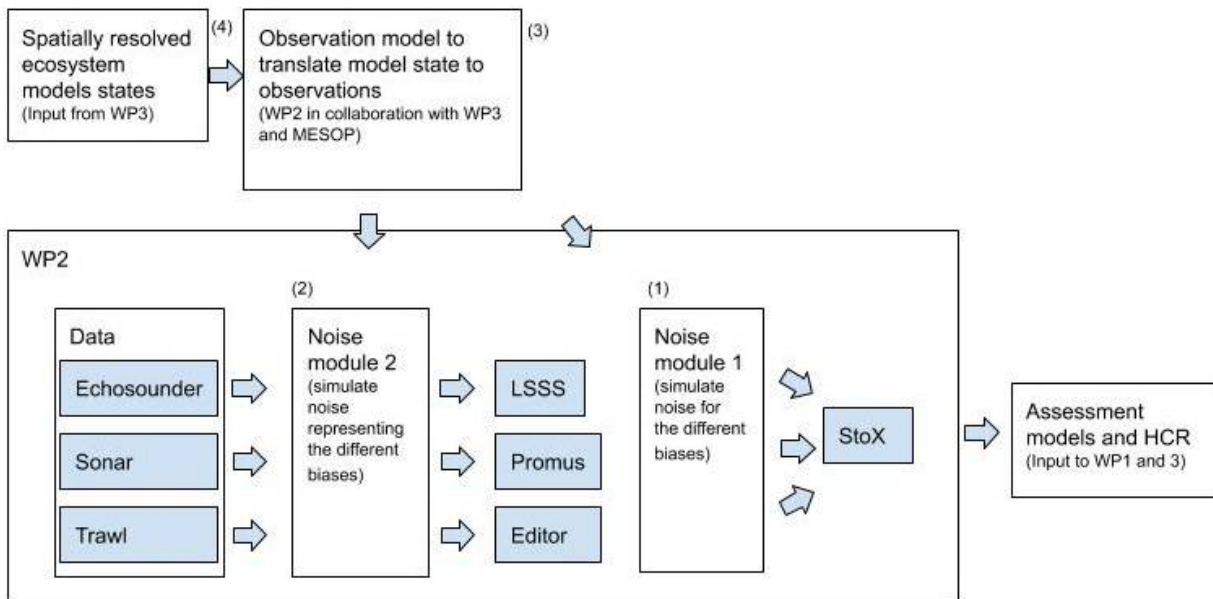 Spatially resolved
ecosystem
models states
(Input from WP3)
(4)
Observation model to
translate model state to
observations
(WP2 in collaboration with WP3
and MESOP)
(3)
WP2
Data
Echosounder
Sonar
Trawl
(2)
Noise
module 2
(simulate
noise
representing
the different
biases)
LSSS
Promus
Editor
(1)
Noise
module 1
(simulate
noise for
the different
biases)
StoX
Assessment
models and HCR
(Input to WP1 and 3)